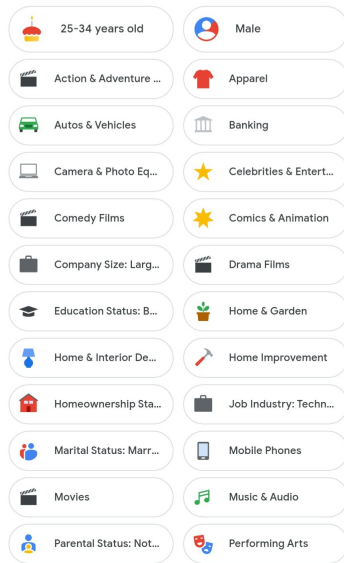 25-34 years old
Male
Action & Adventure ...
Apparel
Autos & Vehicles
Banking
Camera & Photo Eq...
Celebrities & Entert...
Comedy Films
Comics & Animation
Company Size: Larg...
Drama Films
Education Status: B...
Home & Garden
Home & Interior De...
Home Improvement
Homeownership Sta...
Job Industry: Techn...
Marital Status: Marr...
Mobile Phones
Movies
Music & Audio
Parental Status: Not...
Performing Arts